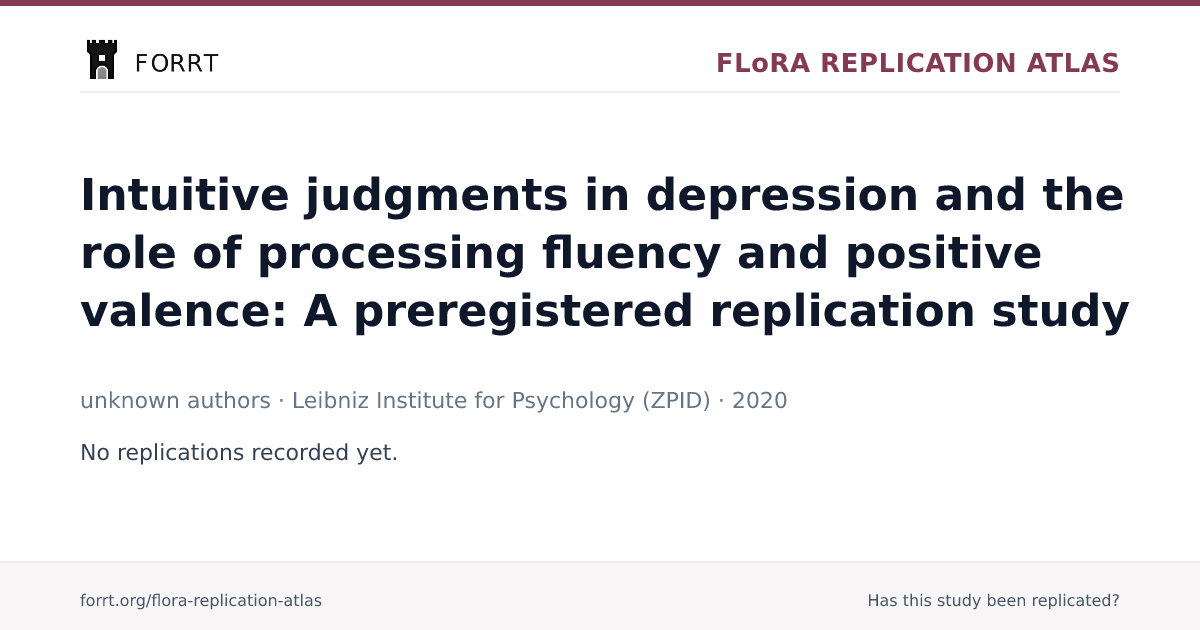 FORRT
FLoRA REPLICATION ATLAS
Intuitive judgments in depression and the
role of processing fluency and positive
valence: A preregistered replication study
unknown authors · Leibniz Institute for Psychology (ZPID) · 2020
No replications recorded yet.
forrt.org/flora-replication-atlas
Has this study been replicated?